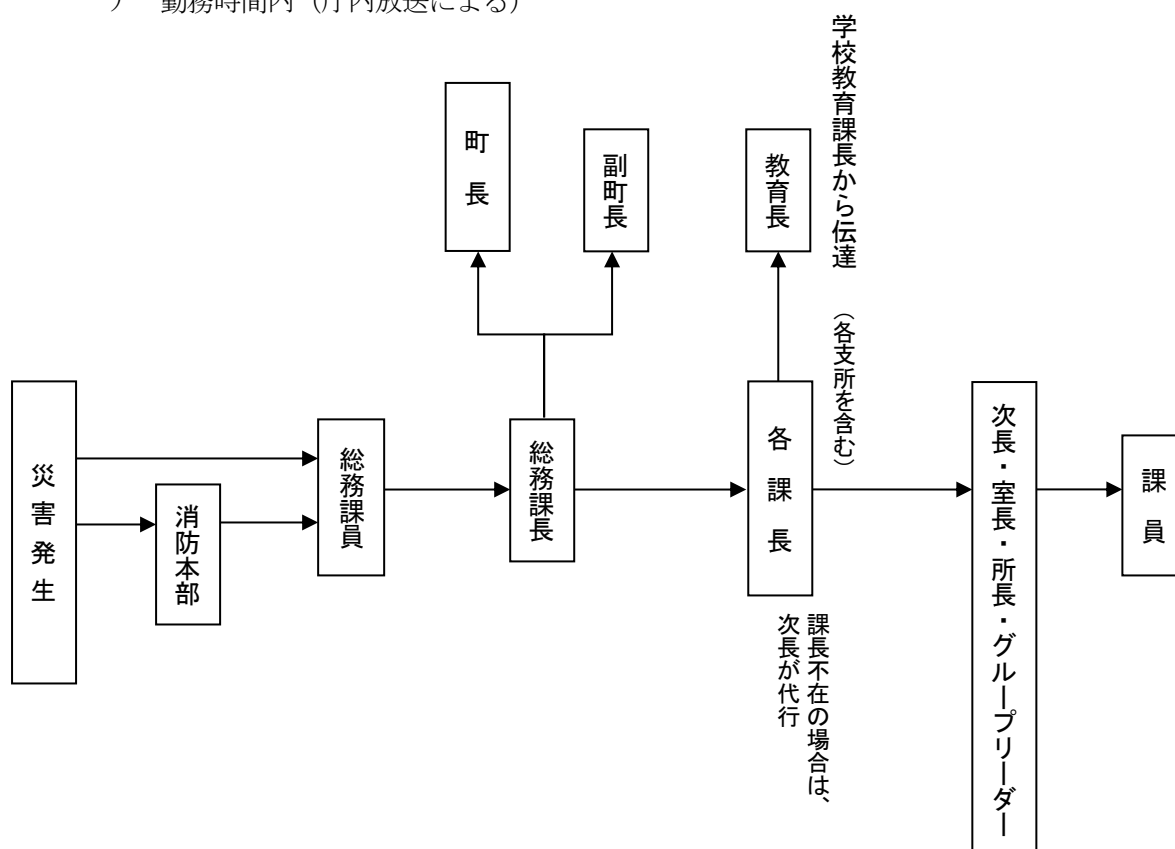 勤務時間内（庁内放送による）
学校教育課長から伝達
町長
副町長
教育長
（各支所を含む）
災害発生
消防本部
総務課員
総務課長
各課長
次長・室長・所長・グループリーダー
課員
課長不在の場合は、
次長が代行